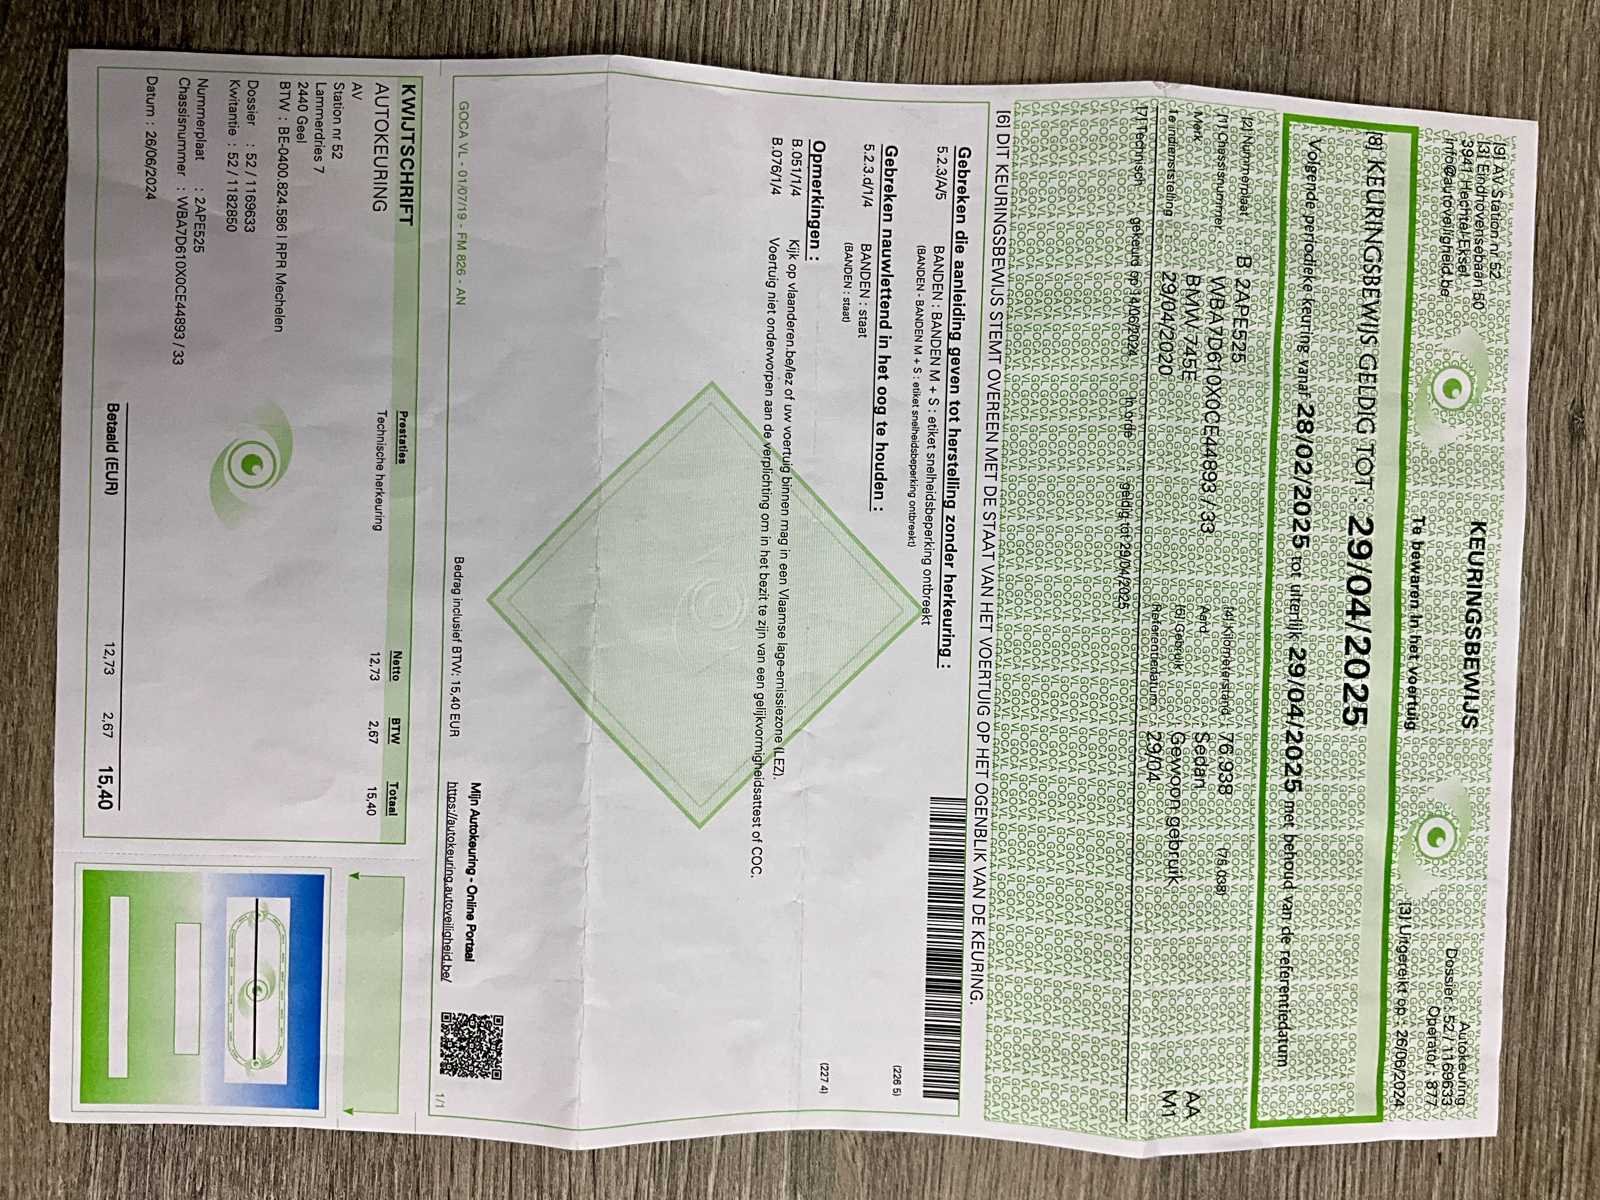 [9] AV Station nr 52
[3] Eindhovensebaan 50
3941 Hechtel-Eksel
info@autoveiligheid.be
KEURINGSBEWIJS
Te bewaren in het voertuig
Autokeuring
Dossier : 52 / 1169633
Operator : 877
[3] Uitgereikt op : 26/06/2024
[8] KEURINGSBEWIJS GELDIG TOT : 29/04/2025
Volgende periodieke keuring vanaf 28/02/2025 tot uiterlijk 29/04/2025 met behoud van de referentiedatum
[2] Nummerplaat : B 2APE525
[1] Chassisnummer WBA7D610X0CE44893 / 33 [4] Kilometerstand : 76.938 (75.038)
Merk BMW 745E Aard Sedan AA
1e indienststelling 29/04/2020 [5] Gebruik Gewoon gebruik M1
Referentiedatum 29/04
[7] Technisch : gekeurd op 14/06/2024 in orde geldig tot 29/04/2025
[6] DIT KEURINGSBEWIJS STEMT OVEREEN MET DE STAAT VAN HET VOERTUIG OP HET OGENBLIK VAN DE KEURING.
Gebreken die aanleiding geven tot herstelling zonder herkeuring :
5.2.3/A/5 BANDEN : BANDEN M + S : etiket snelheidsbeperking ontbreekt
(BANDEN - BANDEN M + S : etiket snelheidsbeperking ontbreekt)
(226 5)
Gebreken nauwlettend in het oog te houden :
5.2.3.d/1/4 BANDEN : staat
(BANDEN : staat)
(227 4)
Opmerkingen :
B.051/1/4 Kijk op vlaanderen.be/lez of uw voertuig binnen mag in een Vlaamse lage-emissiezone (LEZ).
B.076/1/4 Voertuig niet onderworpen aan de verplichting om in het bezit te zijn van een gelijkvormigheidsattest of COC.
Mijn Autokeuring - Online Portaal
https://autokeuring.autoveiligheid.be/
GOCA VL - 01/07/19 - FM 826 - AN
Bedrag inclusief BTW: 15,40 EUR
1/1
KWIJTSCHRIFT
AUTOKEURING
AV
Station nr 52
Lammerdries 7
2440 Geel
BTW : BE-0400.824.586 | RPR Mechelen
Dossier : 52 / 1169633
Kwitantie : 52 / 1182850
Nummerplaat : 2APE525
Chassisnummer : WBA7D610X0CE44893 / 33
Datum : 26/06/2024
Prestaties Netto BTW Totaal
Technische herkeuring 12,73 2,67 15,40
Betaald (EUR) 12,73 2,67 15,40